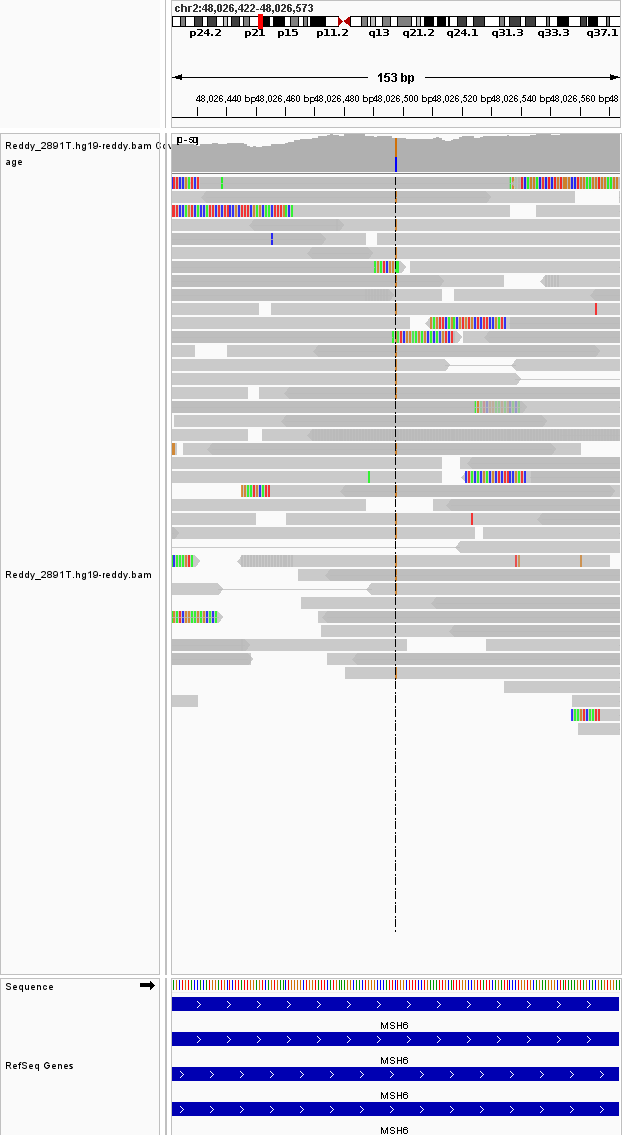 chr2:48,026,422-48,026,573
p24.2 p21 p15 p11.2 q13 q21.2 q24.1 q31.3 q33.3 q37.1
153 bp
48,026,440 bp 48,026,460 bp 48,026,480 bp 48,026,500 bp 48,026,520 bp 48,026,540 bp 48,026,560 bp 48
Reddy_2891T.hg19-reddy.bam Cov
age
Reddy_2891T.hg19-reddy.bam
Sequence
MSH6
MSH6
RefSeq Genes
MSH6
MSH6